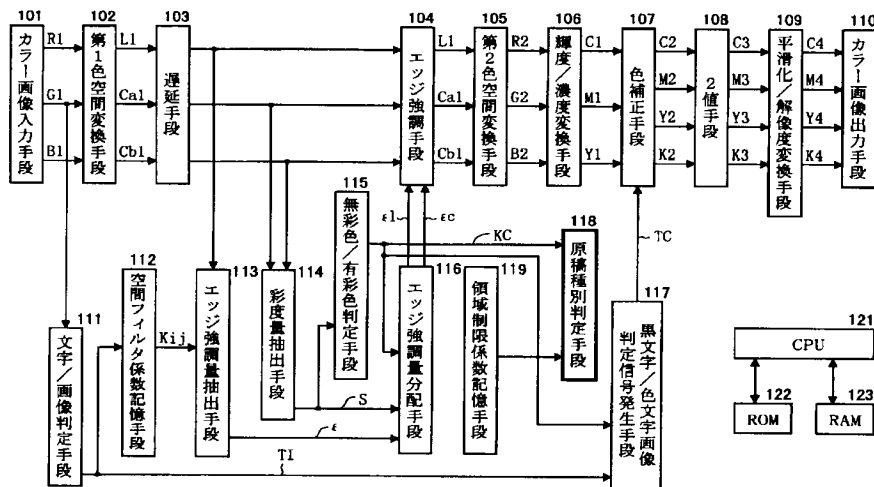 101
カラー画像入力手段
R1
G1
B1
102
第1色空間変換手段
L1
Ca1
Cb1
103
遅延手段
104
エッジ強調手段
L1
Ca1
Cb1
105
第2色空間変換手段
R2
G2
B2
106
輝度/濃度変換手段
C1
M1
Y1
107
色補正手段
C2
M2
Y2
K2
108
2値手段
C3
M3
Y3
K3
109
平滑化/解像度変換手段
C4
M4
Y4
K4
110
カラー画像出力手段
111
文字/画像判定手段
TI
112
空間フィルタ係数記憶手段
Kij
113
エッジ強調量抽出手段
ε
114
彩度量抽出手段
S
115
無彩色/有彩色判定手段
KC
εl
εc
116
エッジ強調量分配手段
119
領域制限係数記憶手段
118
原稿種別判定手段
117
黒文字/色文字画像
判定信号発生手段
TC
121
CPU
122
ROM
123
RAM